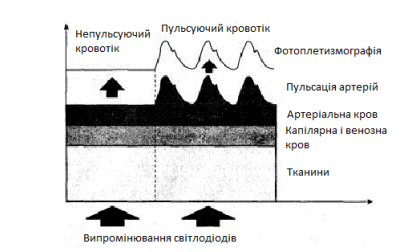 Непульсуючий
кровотік
Пульсуючий кровотік
Фотоплетизмографія
Пульсація артерій
Артеріальна кров
Капілярна і венозна
кров
Тканини
Випромінювання світлодіодів